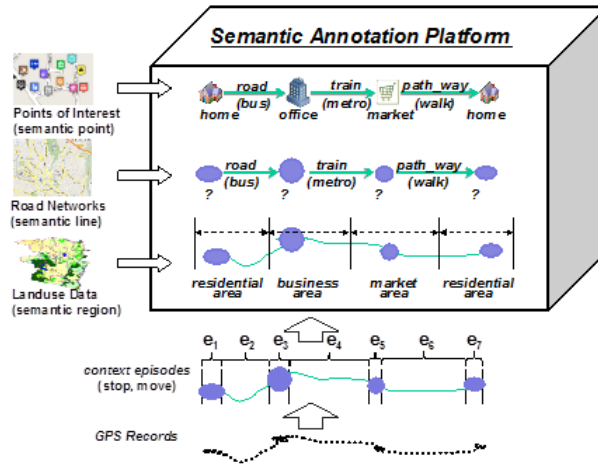 Semantic Annotation Platform
road train path_way
(bus) (metro) (walk)
home office market home
Points of Interest
(semantic point)
road train path_way
(bus) (metro) (walk)
? ? ? ?
Road Networks
(semantic line)
residential business market residential
area area area area
Landuse Data
(semantic region)
e1 e2 e3 e4 e5 e6 e7
context episodes
(stop, move)
GPS Records